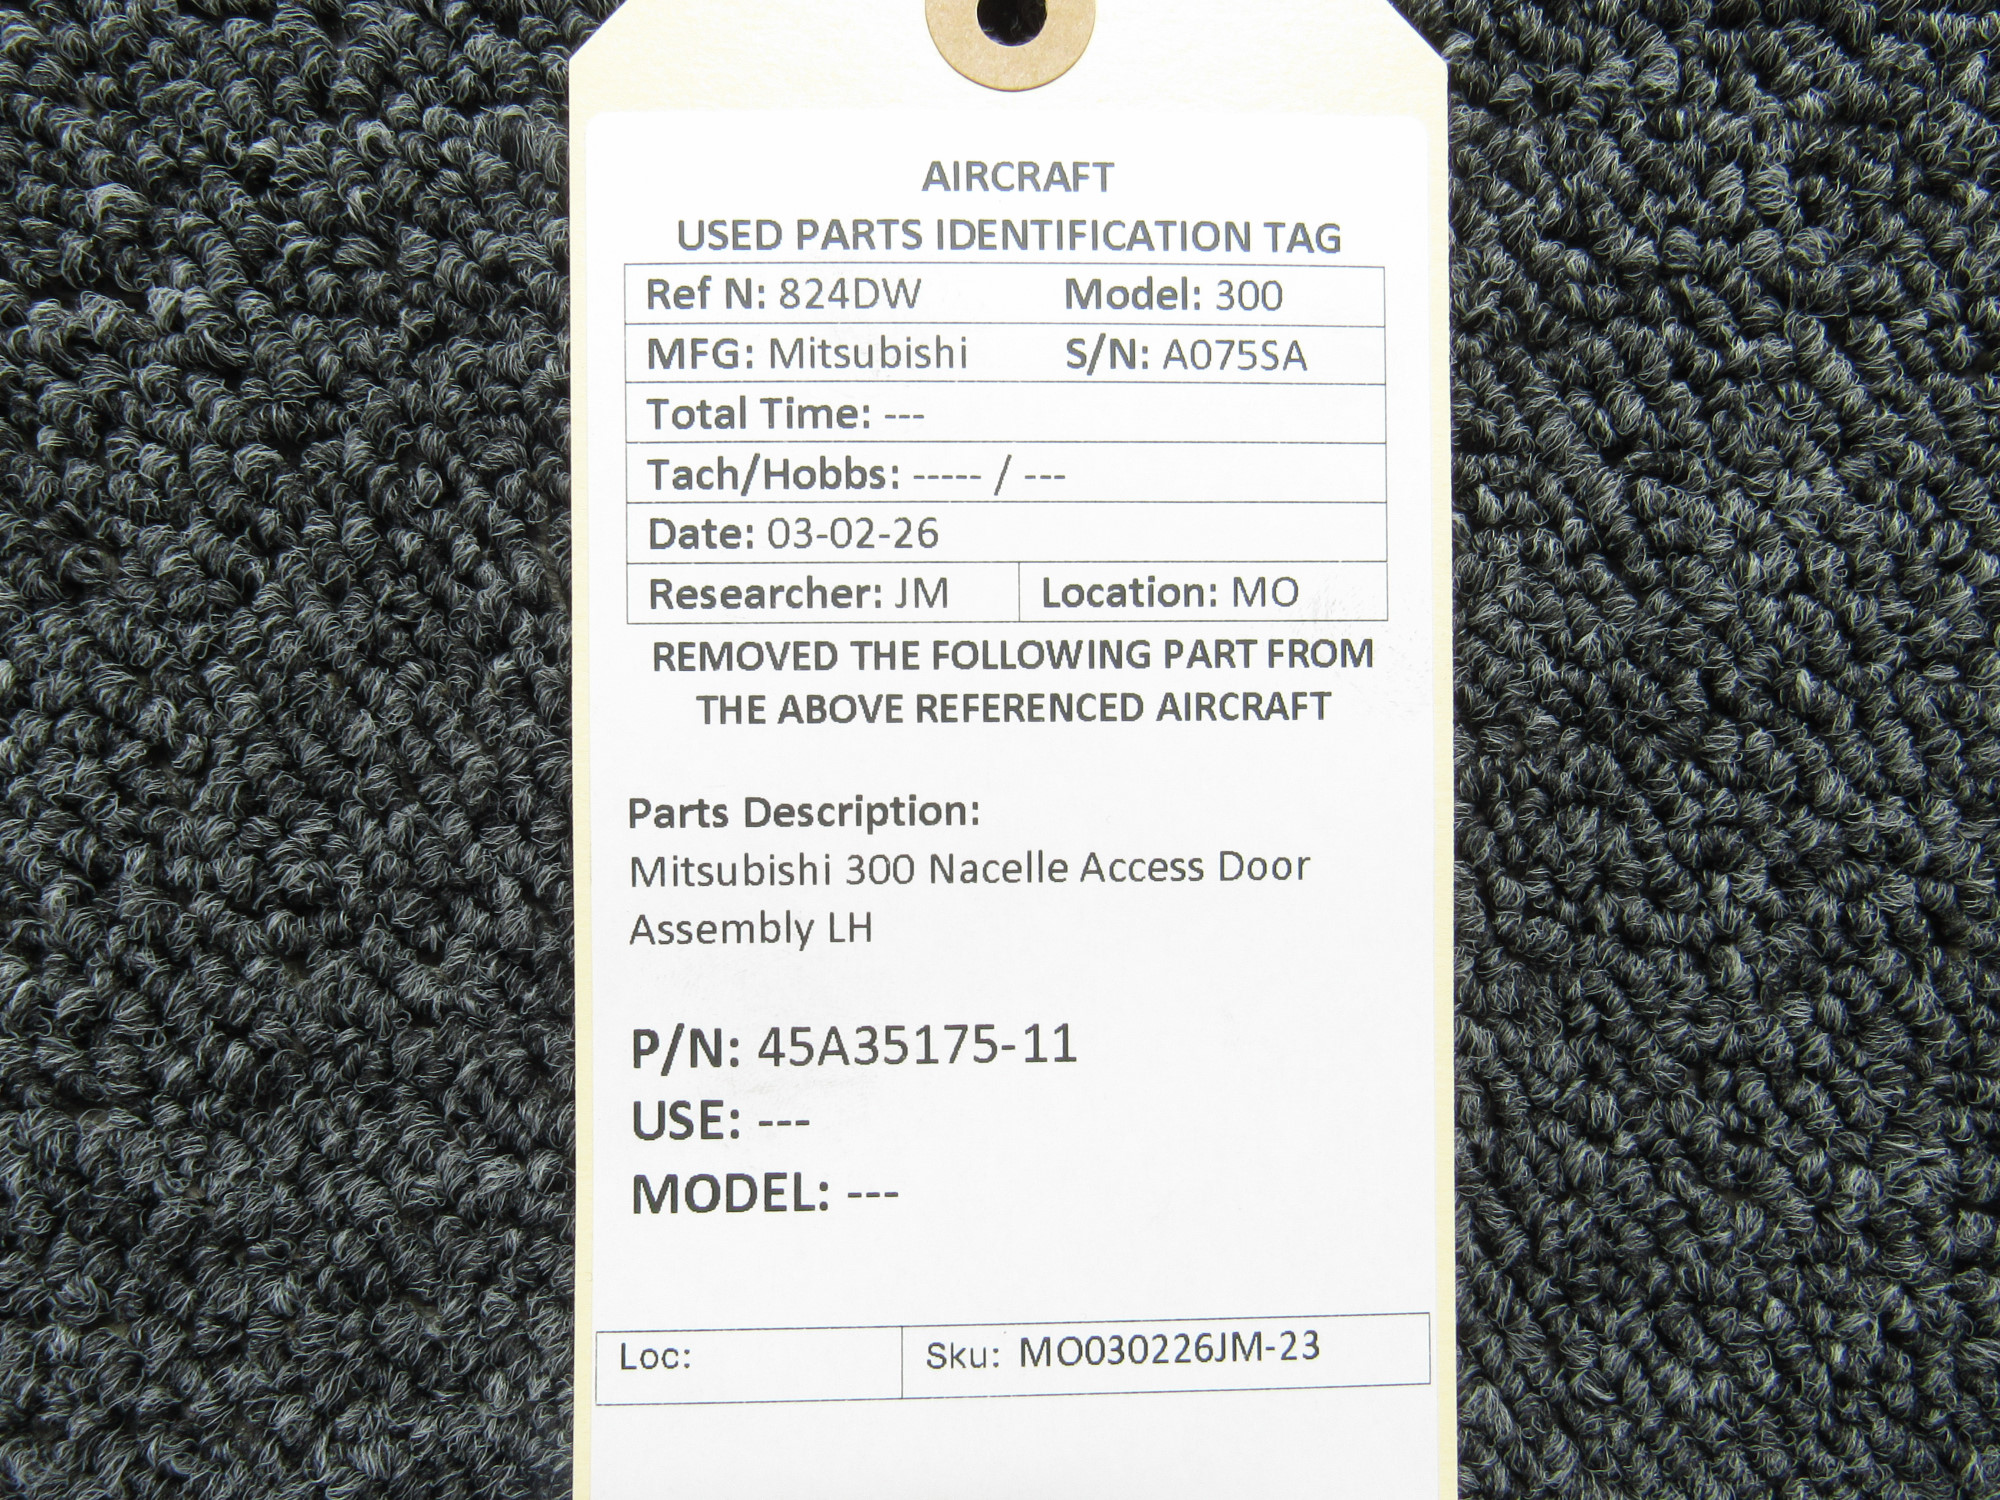 AIRCRAFT
USED PARTS IDENTIFICATION TAG
Ref N: 824DW Model: 300
MFG: Mitsubishi S/N: A075SA
Total Time: ---
Tach/Hobbs: ----- / ---
Date: 03-02-26
Researcher: JM Location: MO
REMOVED THE FOLLOWING PART FROM
THE ABOVE REFERENCED AIRCRAFT
Parts Description:
Mitsubishi 300 Nacelle Access Door
Assembly LH
P/N: 45A35175-11
USE: ---
MODEL: ---
Loc: Sku: MO030226JM-23